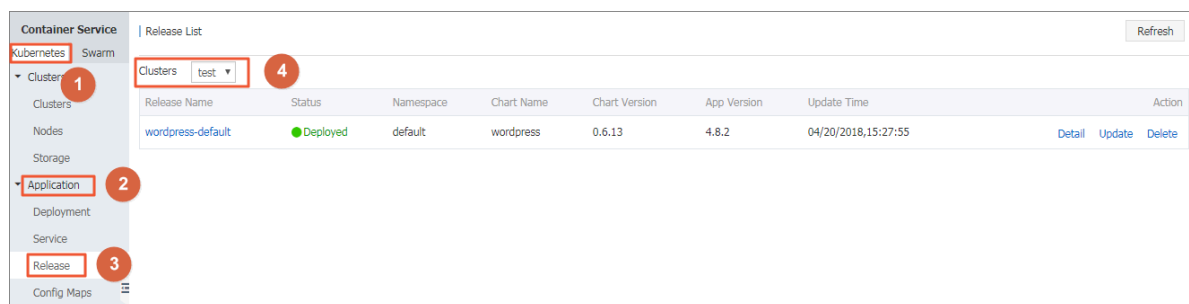 Container Service
Kubernetes Swarm
1
Clusters
Clusters
Nodes
Storage
Application 2
Deployment
Service
Release 3
Config Maps
Release List Refresh
Clusters test 4
Release Name Status Namespace Chart Name Chart Version App Version Update Time Action
wordpress-default Deployed default wordpress 0.6.13 4.8.2 04/20/2018,15:27:55 Detail Update Delete